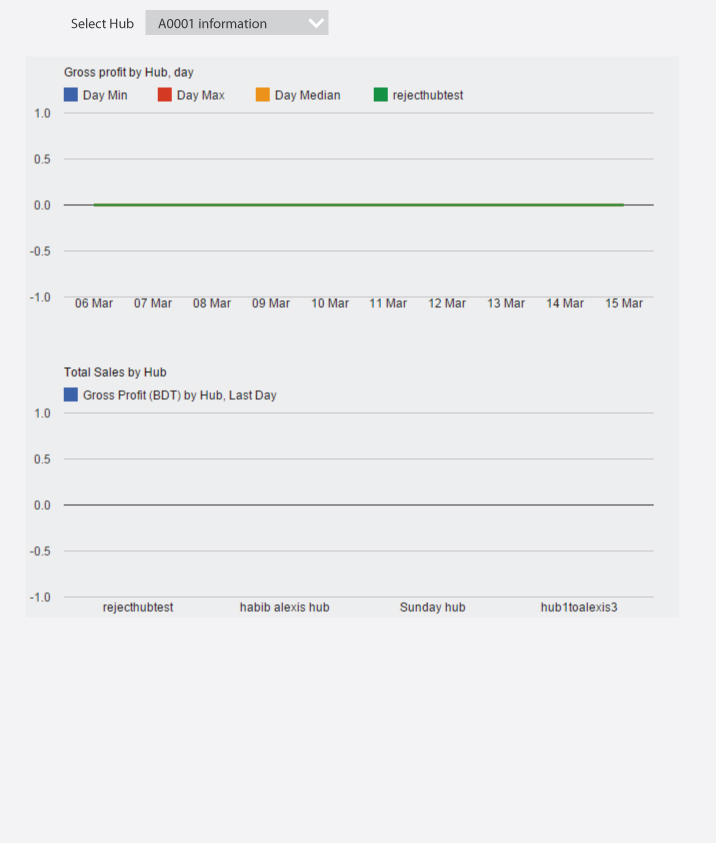 Select Hub A0001 information
Gross profit by Hub, day
Day Min Day Max Day Median rejecthubtest
1.0
0.5
0.0
-0.5
-1.0
06 Mar 07 Mar 08 Mar 09 Mar 10 Mar 11 Mar 12 Mar 13 Mar 14 Mar 15 Mar
Total Sales by Hub
Gross Profit (BDT) by Hub, Last Day
1.0
0.5
0.0
-0.5
-1.0
rejecthubtest habib alexis hub Sunday hub hub1toalexis3